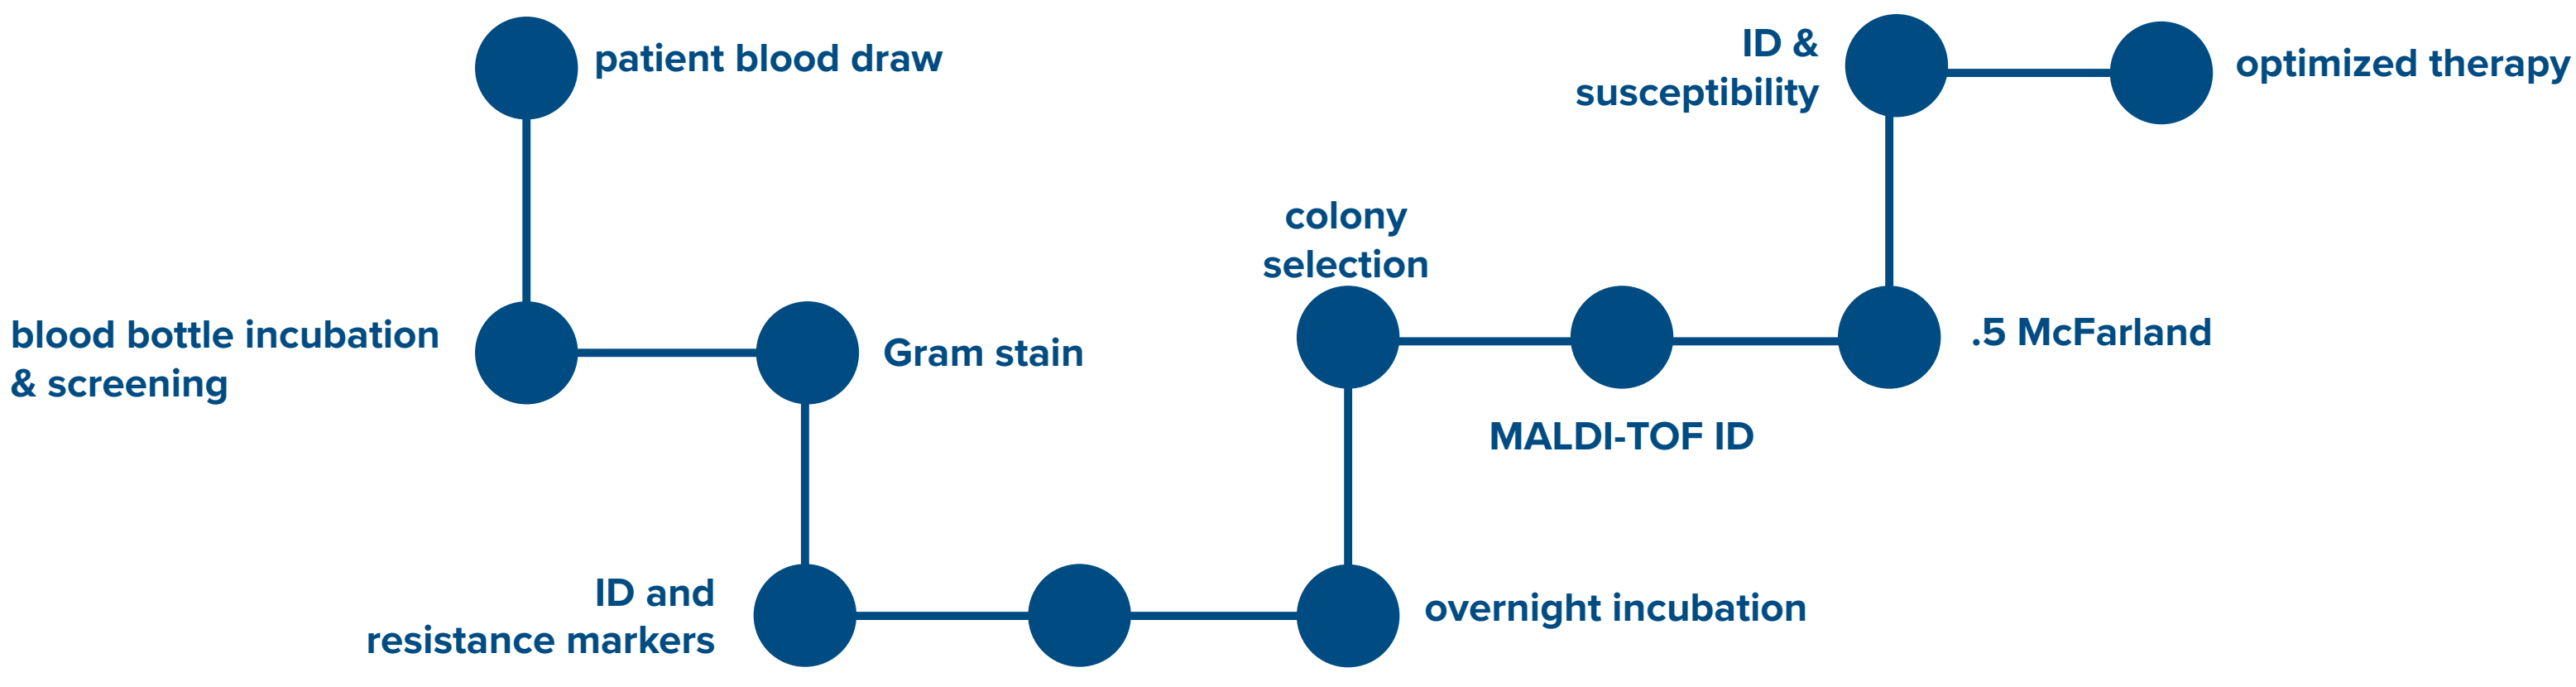 patient blood draw
blood bottle incubation
& screening
Gram stain
ID and
resistance markers
overnight incubation
colony
selection
MALDI-TOF ID
.5 McFarland
ID &
susceptibility
optimized therapy